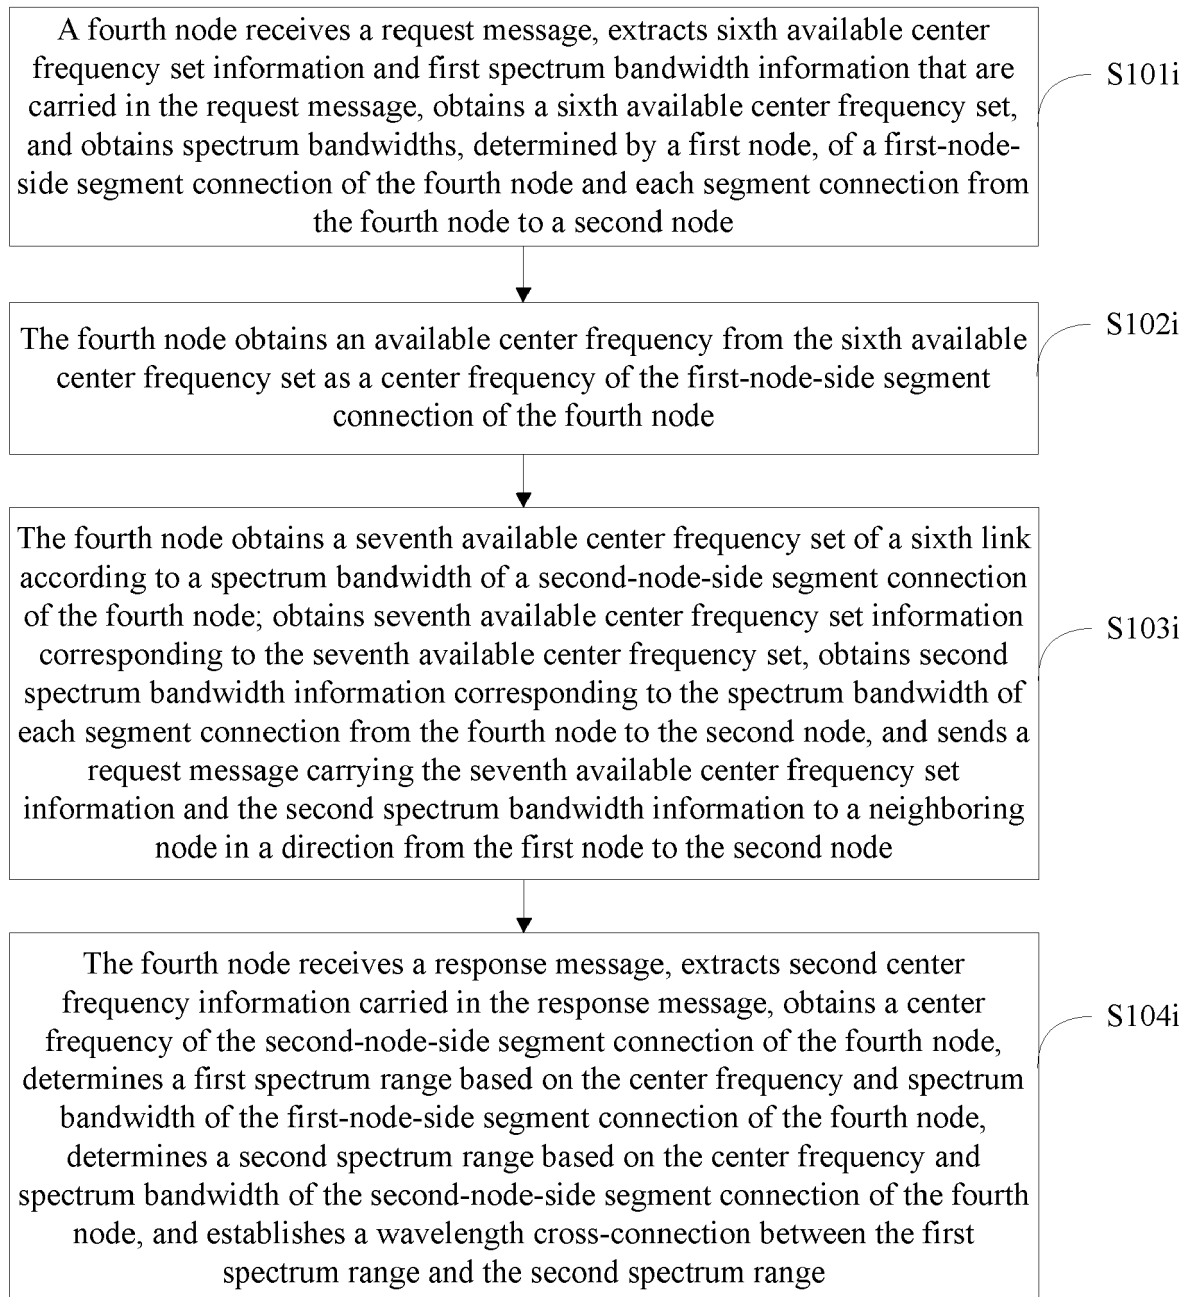 A fourth node receives a request message, extracts sixth available center
frequency set information and first spectrum bandwidth information that are
carried in the request message, obtains a sixth available center frequency set,
and obtains spectrum bandwidths, determined by a first node, of a first-node-
side segment connection of the fourth node and each segment connection from
the fourth node to a second node
S101i
The fourth node obtains an available center frequency from the sixth available
center frequency set as a center frequency of the first-node-side segment
connection of the fourth node
S102i
The fourth node obtains a seventh available center frequency set of a sixth link
according to a spectrum bandwidth of a second-node-side segment connection
of the fourth node; obtains seventh available center frequency set information
corresponding to the seventh available center frequency set, obtains second
spectrum bandwidth information corresponding to the spectrum bandwidth of
each segment connection from the fourth node to the second node, and sends a
request message carrying the seventh available center frequency set
information and the second spectrum bandwidth information to a neighboring
node in a direction from the first node to the second node
S103i
The fourth node receives a response message, extracts second center
frequency information carried in the response message, obtains a center
frequency of the second-node-side segment connection of the fourth node,
determines a first spectrum range based on the center frequency and spectrum
bandwidth of the first-node-side segment connection of the fourth node,
determines a second spectrum range based on the center frequency and
spectrum bandwidth of the second-node-side segment connection of the fourth
node, and establishes a wavelength cross-connection between the first
spectrum range and the second spectrum range
S104i